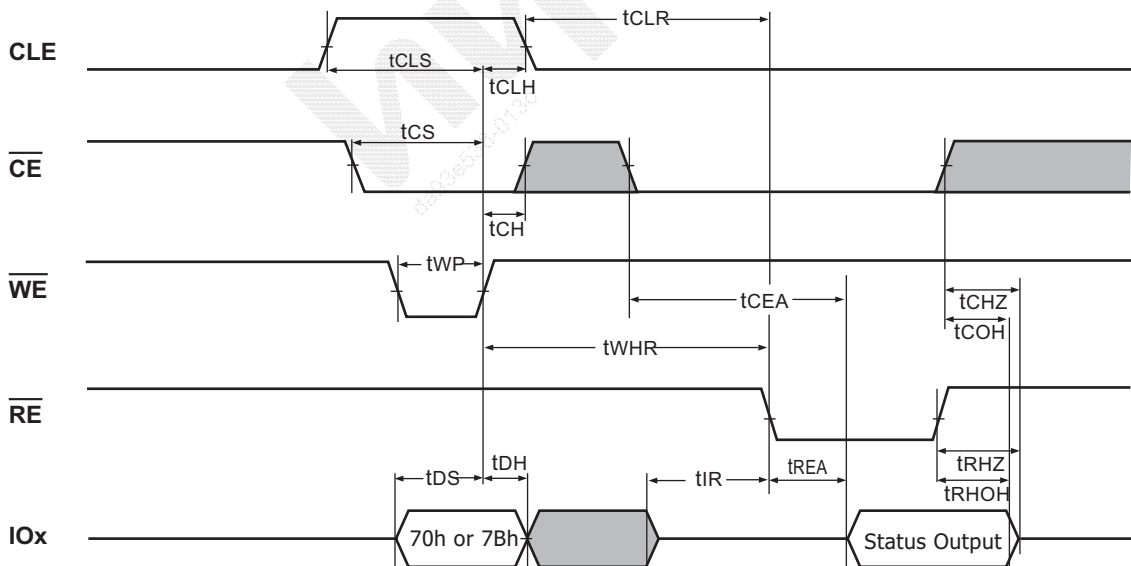 tCLR
CLE
tCLS
tCLH
tCS
CE
tCH
tWP
WE
tCEA
tCHZ
tCOH
tWHR
RE
tDH
tDS
tIR
tREA
tRHZ
tRHOH
IOx
70h or 7Bh
Status Output